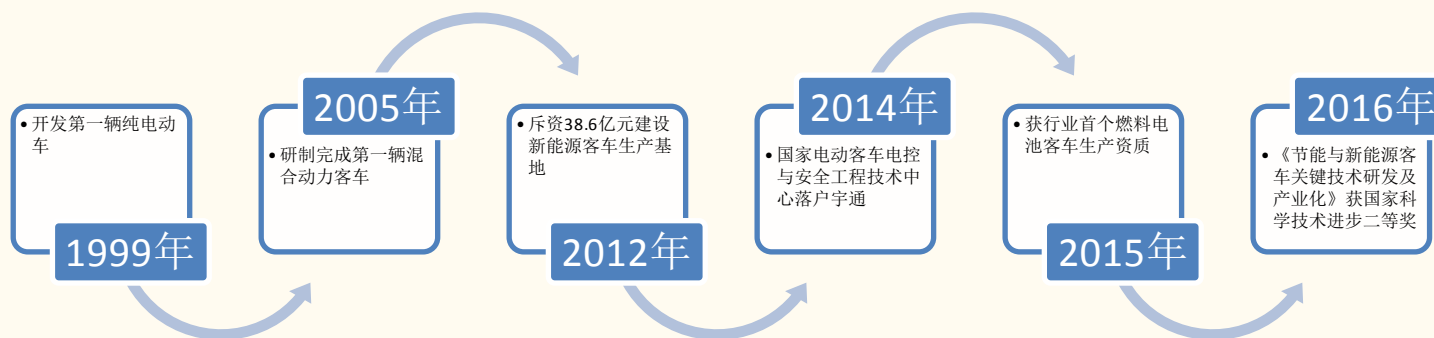 • 开发第一辆纯电动
车
1999年
2005年
• 研制完成第一辆混
合动力客车
• 斥资38.6亿元建设
新能源客车生产基
地
2012年
2014年
• 国家电动客车电控
与安全工程技术中
心落户宇通
• 获行业首个燃料电
池客车生产资质
2015年
2016年
• 《节能与新能源客
车关键技术研发及
产业化》获国家科
学技术进步二等奖